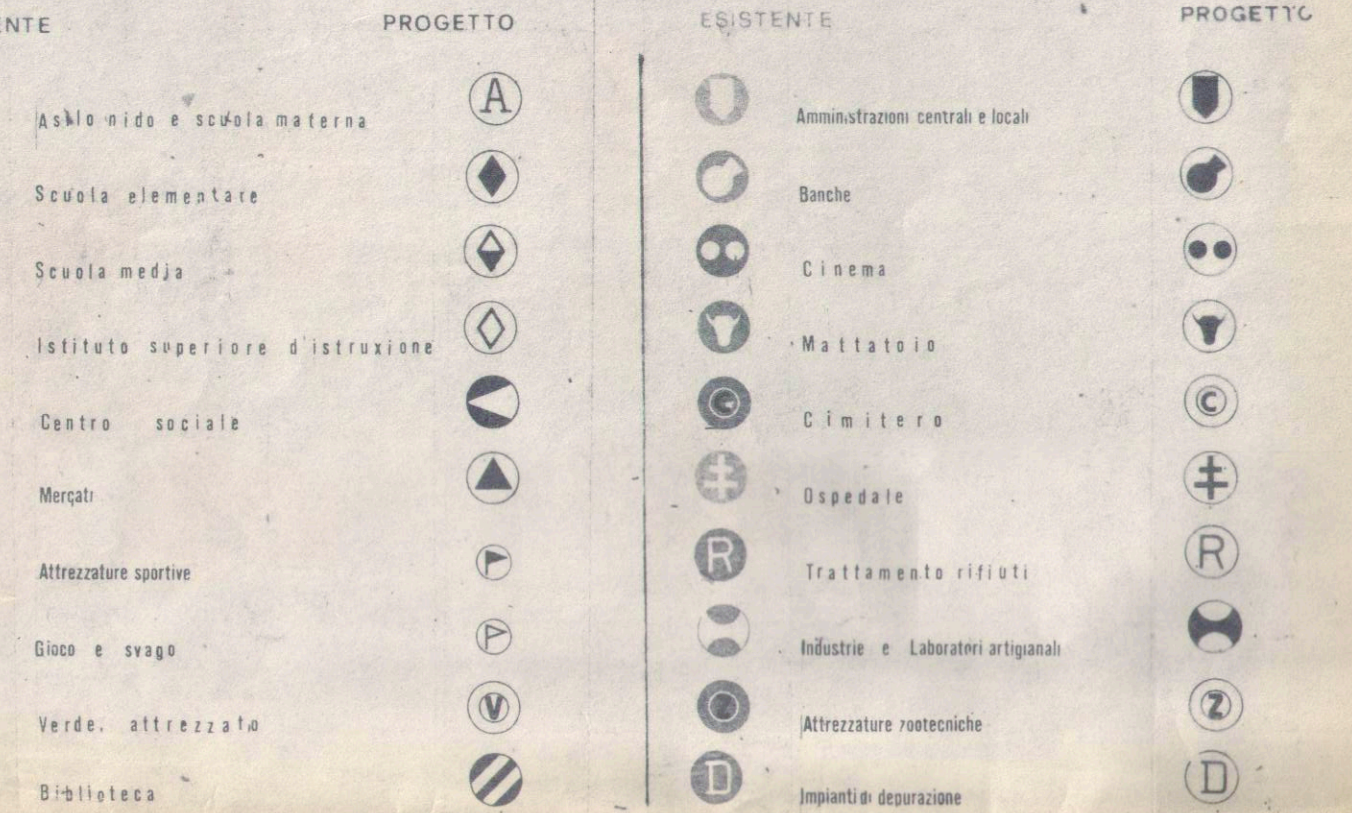 ENTE PROGETTO ESISTENTE PROGETTO
Asilo nido e scuola materna A
Scuola elementare
Scuola media
Istituto superiore d'istruxione
Centro sociale
Mercati
Attrezzature sportive
Gioco e svago
Verde. attrezzato V
Biblioteca
Amministrazioni centrali e locali
Banche
Cinema
Mattatoio
C Cimitero C
Ospedale
R Trattamento rifiuti R
Industrie e Laboratori artigianali
Z Attrezzature zootecniche Z
D Impianti di depurazione D